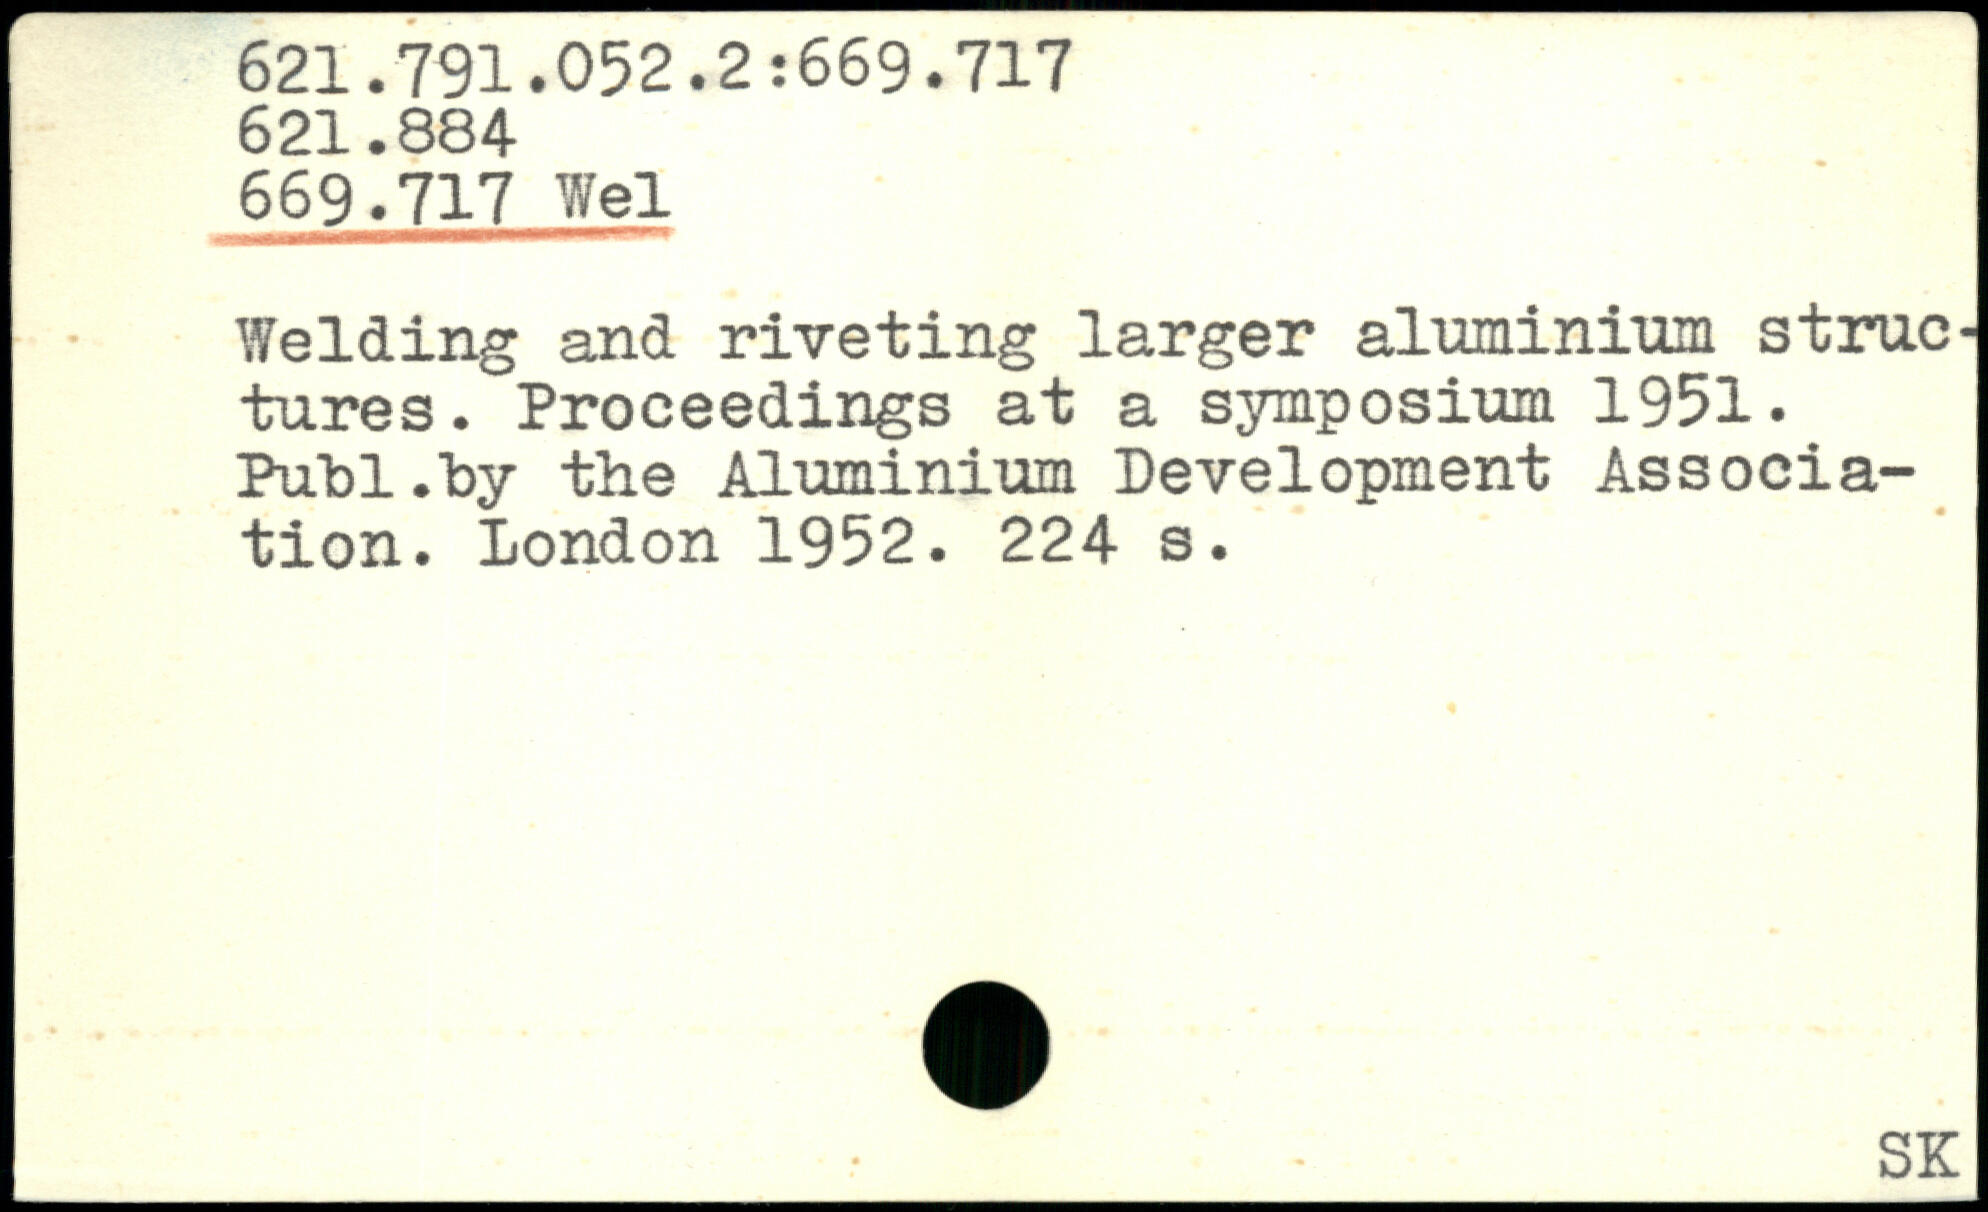 621.791.052.2:669.717
621.884
669.717 Wel
Welding and riveting larger aluminium struc-
tures. Proceedings at a symposium 1951.
Publ.by the Aluminium Development Associa-
tion. London 1952. 224 s.
SK